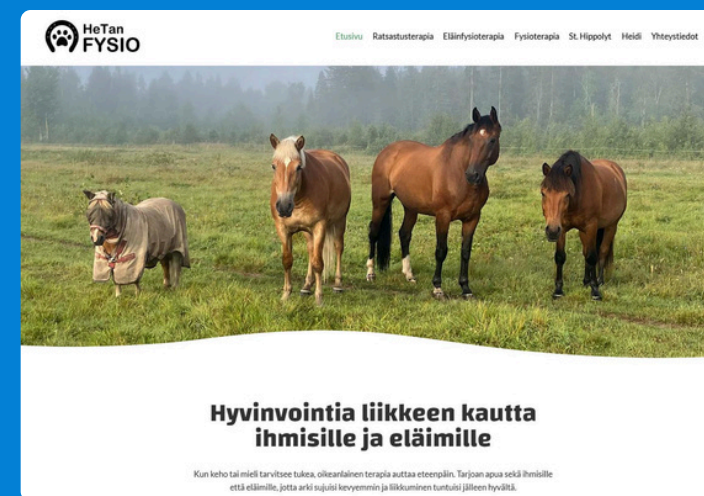 HeTan
FYSIO
Etusivu Ratsastusterapia Eläinfysioterapia Fysioterapia St. Hippolyt Heidi Yhteystiedot
Hyvinvointia liikkeen kautta
ihmisille ja eläimille
Kun keho tai mieli tarvitsee tukea, oikeanlainen terapia auttaa eteenpäin. Tarjoan apua sekä ihmisille
että eläimille, jotta arki sujuisi kevyemmin ja liikkuminen tuntuisi jälleen hyvältä.